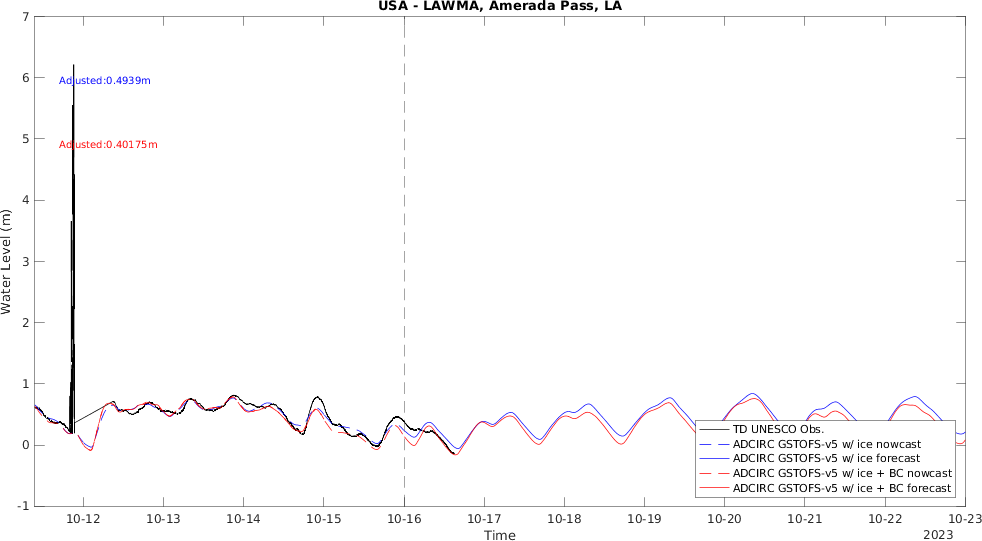 USA - LAWMA, Amerada Pass, LA
7
6
5
4
3
2
1
0
-1
Water Level (m)
Adjusted:0.4939m
Adjusted:0.40175m
TD UNESCO Obs.
ADCIRC GSTOFS-v5 w/ ice nowcast
ADCIRC GSTOFS-v5 w/ ice forecast
ADCIRC GSTOFS-v5 w/ ice + BC nowcast
ADCIRC GSTOFS-v5 w/ ice + BC forecast
10-12 10-13 10-14 10-15 10-16 10-17 10-18 10-19 10-20 10-21 10-22 10-23
Time
2023